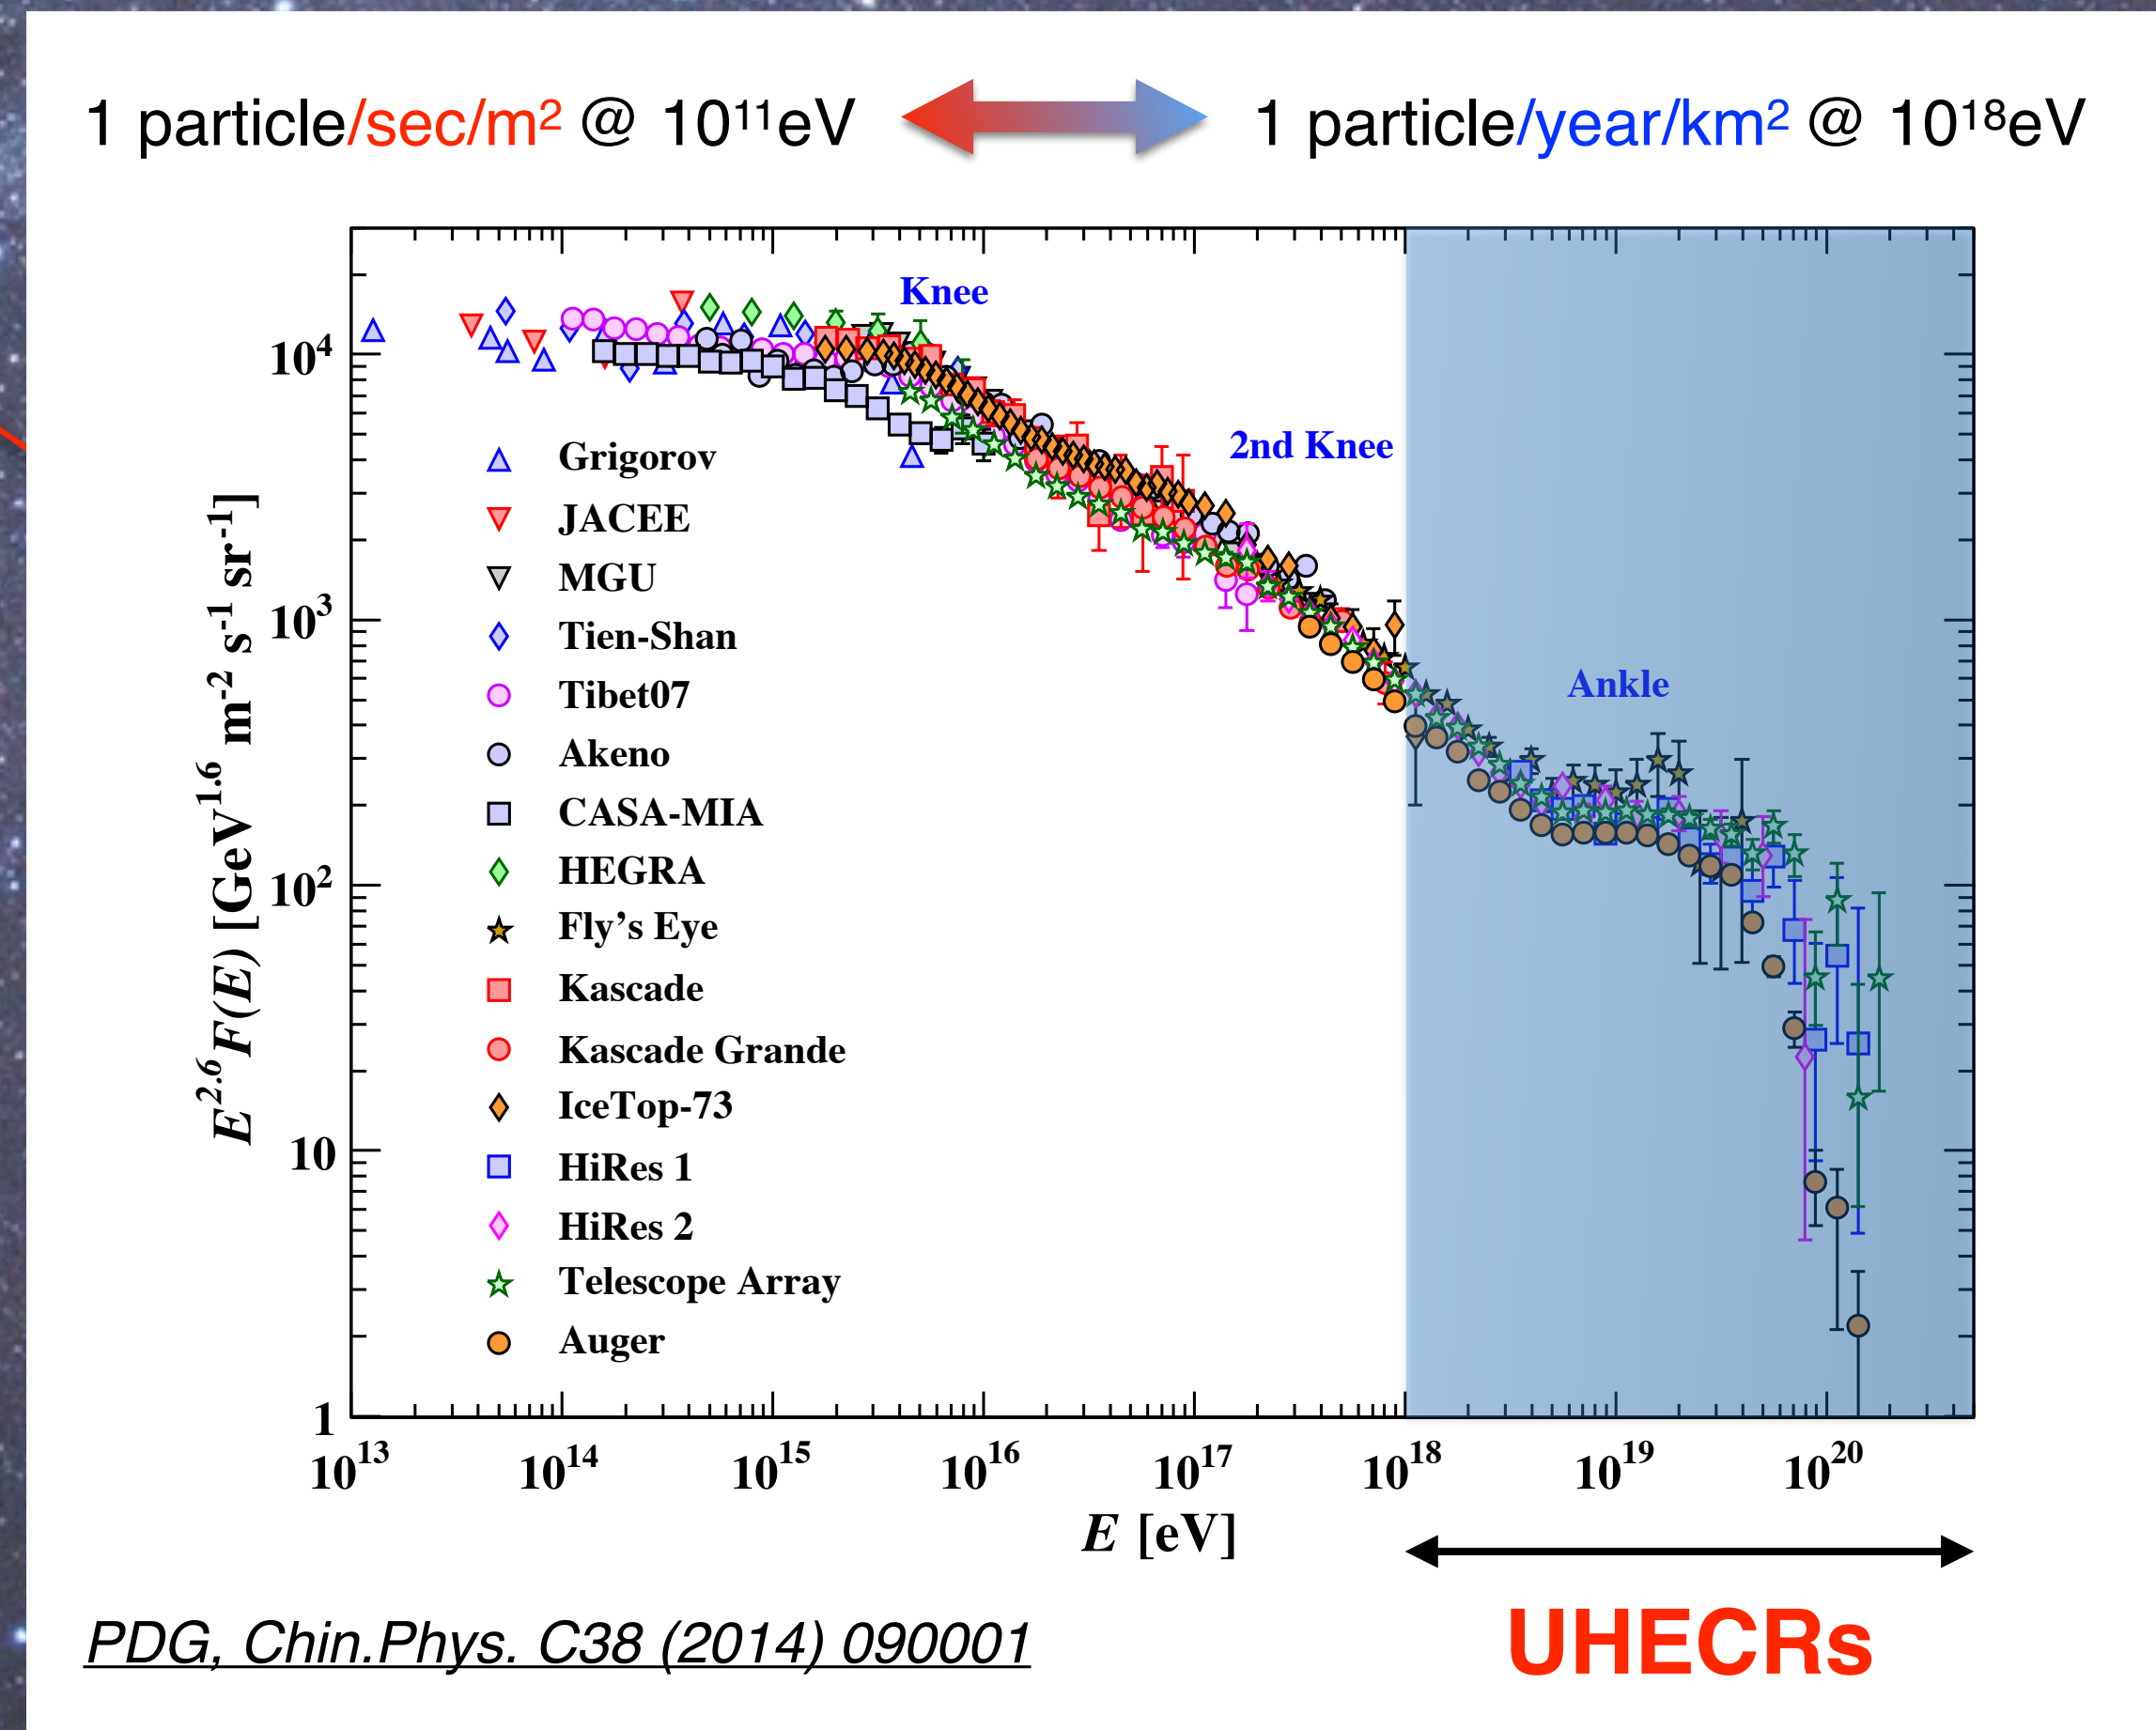 1 particle/sec/m² @ 10¹¹eV
1 particle/year/km² @ 10¹⁸eV
Knee
2nd Knee
Ankle
E²·⁶F(E) [GeV¹·⁶ m⁻² s⁻¹ sr⁻¹]
10⁴
10³
10²
10
1
Grigorov
JACEE
MGU
Tien-Shan
Tibet07
Akeno
CASA-MIA
HEGRA
Fly’s Eye
Kascade
Kascade Grande
IceTop-73
HiRes 1
HiRes 2
Telescope Array
Auger
10¹³ 10¹⁴ 10¹⁵ 10¹⁶ 10¹⁷ 10¹⁸ 10¹⁹ 10²⁰
E [eV]
UHECRs
PDG, Chin.Phys. C38 (2014) 090001